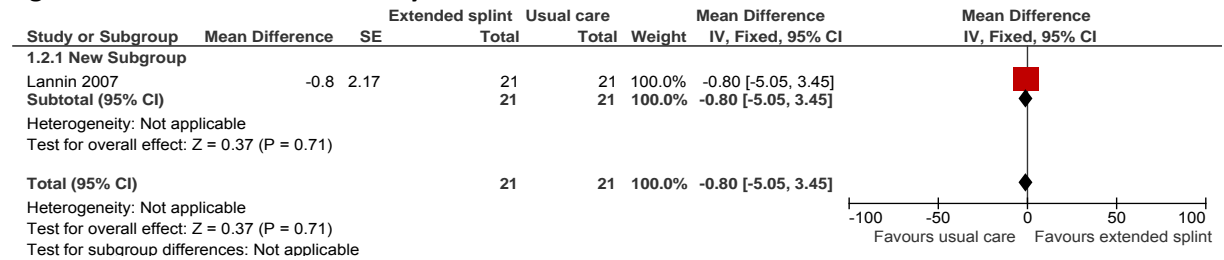 Extended splint Usual care Mean Difference Mean Difference
Study or Subgroup Mean Difference SE Total Total Weight IV, Fixed, 95% CI IV, Fixed, 95% CI
1.2.1 New Subgroup
Lannin 2007 -0.8 2.17 21 21 100.0% -0.80 [-5.05, 3.45]
Subtotal (95% CI) 21 21 100.0% -0.80 [-5.05, 3.45]
Heterogeneity: Not applicable
Test for overall effect: Z = 0.37 (P = 0.71)
Total (95% CI) 21 21 100.0% -0.80 [-5.05, 3.45]
Heterogeneity: Not applicable
Test for overall effect: Z = 0.37 (P = 0.71)
Test for subgroup differences: Not applicable
-100 -50 0 50 100
Favours usual care Favours extended splint